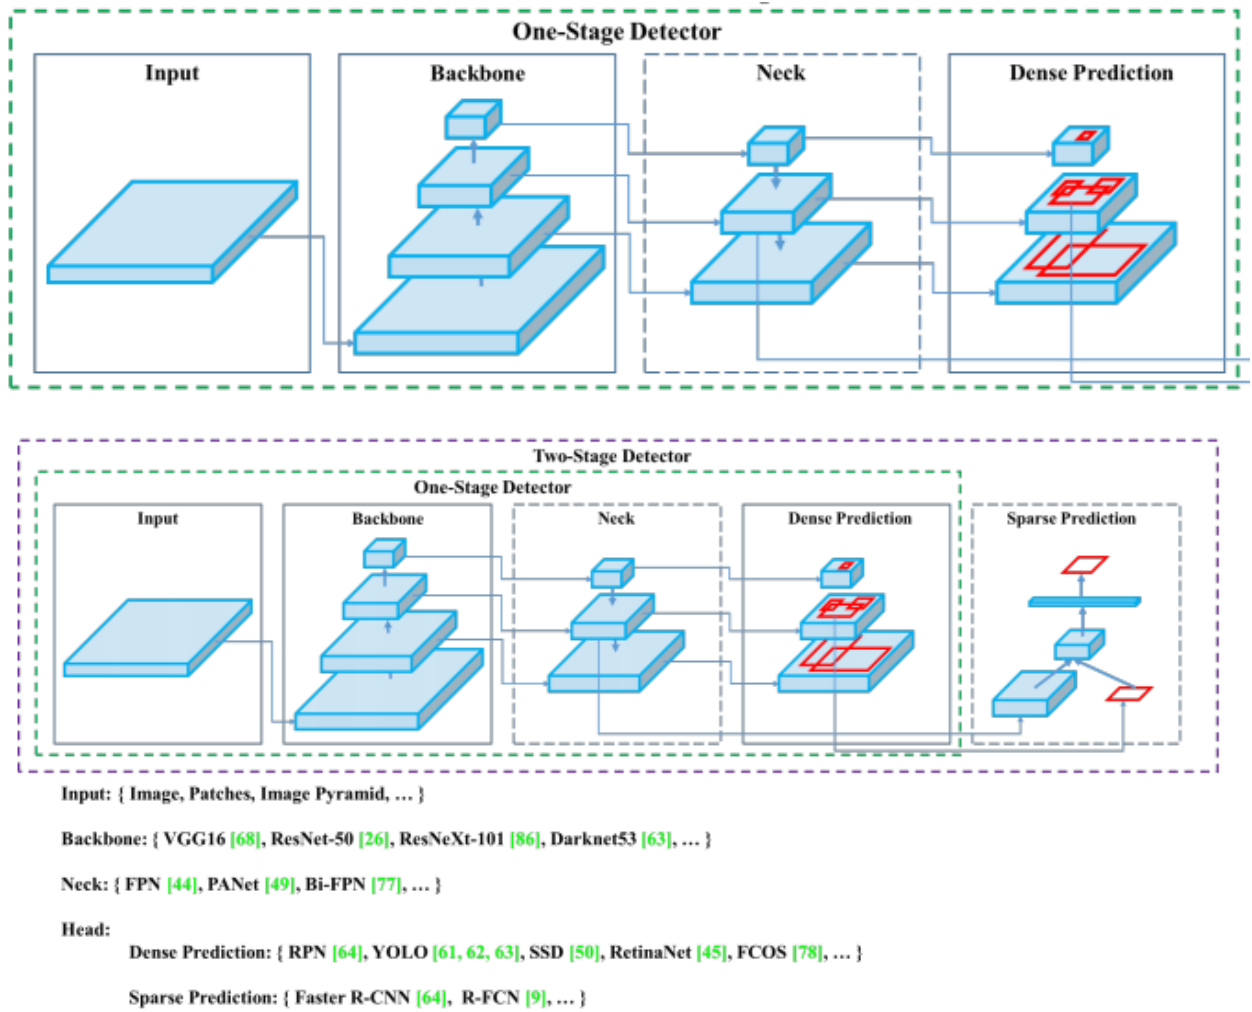 One-Stage Detector
Input
Backbone
Neck
Dense Prediction
Two-Stage Detector
One-Stage Detector
Input
Backbone
Neck
Dense Prediction
Sparse Prediction
Input: { Image, Patches, Image Pyramid, … }
Backbone: { VGG16 [68], ResNet-50 [26], ResNeXt-101 [86], Darknet53 [63], … }
Neck: { FPN [44], PANet [49], Bi-FPN [77], … }
Head:
Dense Prediction: { RPN [64], YOLO [61, 62, 63], SSD [50], RetinaNet [45], FCOS [78], … }
Sparse Prediction: { Faster R-CNN [64], R-FCN [9], … }